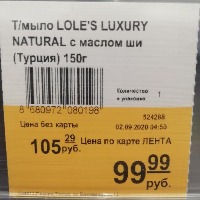 Т/мыло LOLE'S LUXURY
NATURAL с маслом ши
(Турция) 150г
Количество
в упаковке 1
8 680972 080196
524288
Цена без карты
02.09.2020 04:53
105 29 руб.
Цена по карте ЛЕНТА
99 99 руб.